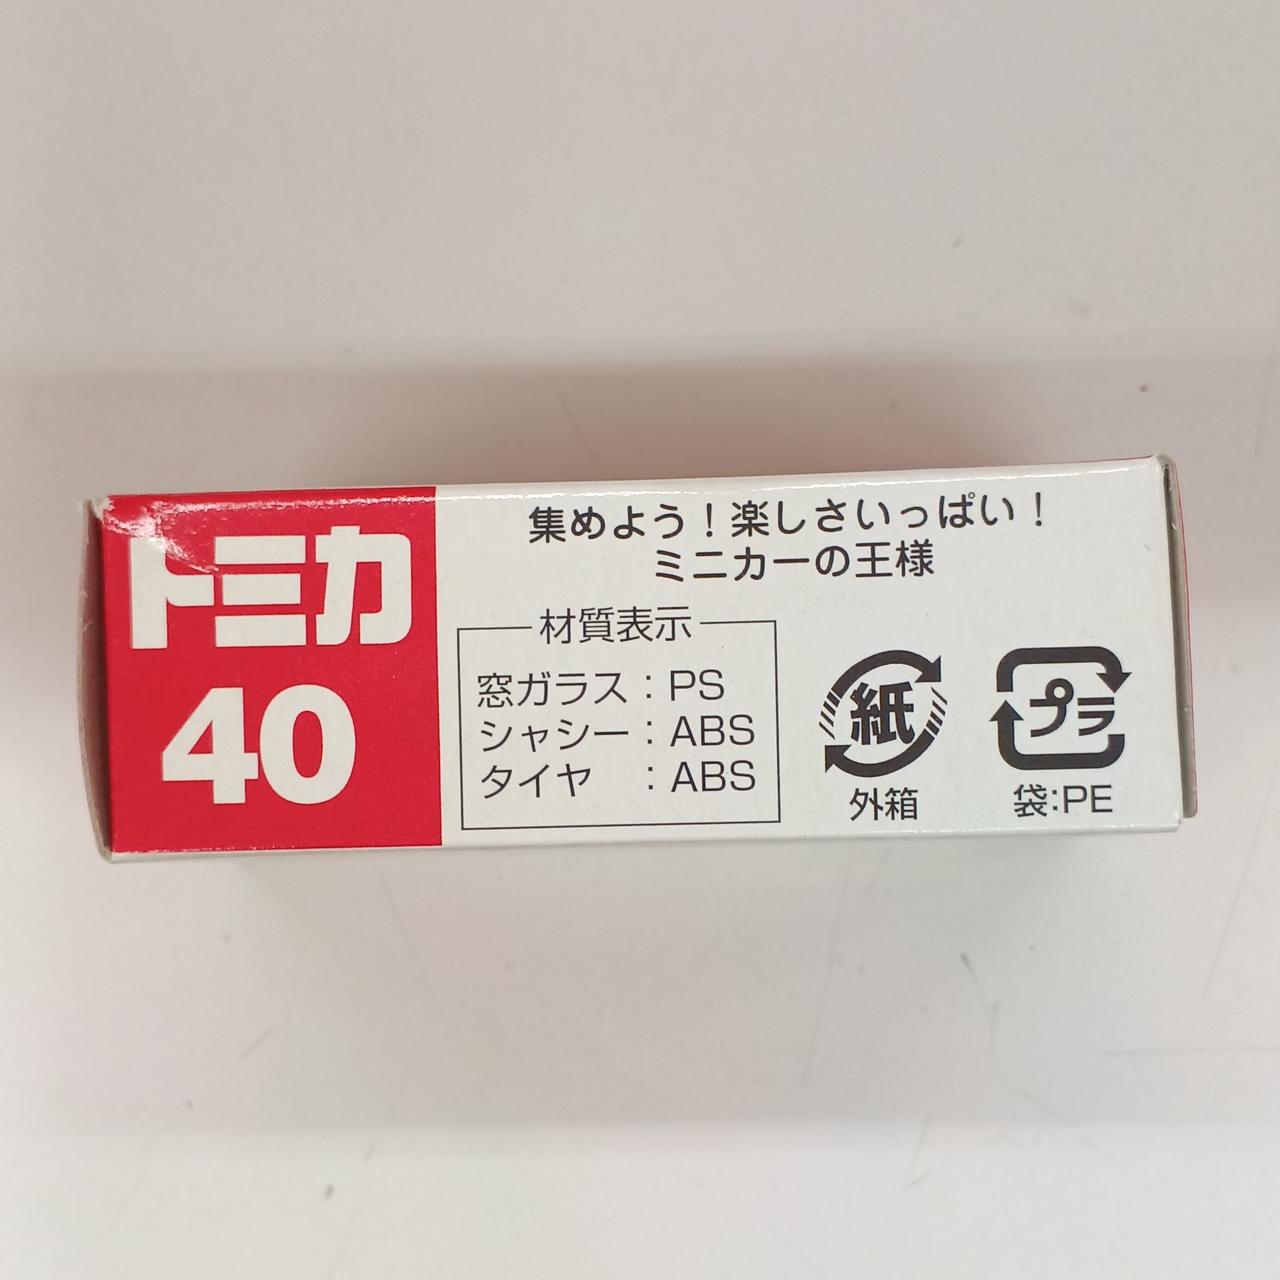 トミカ
40
集めよう！楽しさいっぱい！
ミニカーの王様
材質表示
窓ガラス：PS
シャシー：ABS
タイヤ　：ABS
紙
外箱
プラ
袋：PE